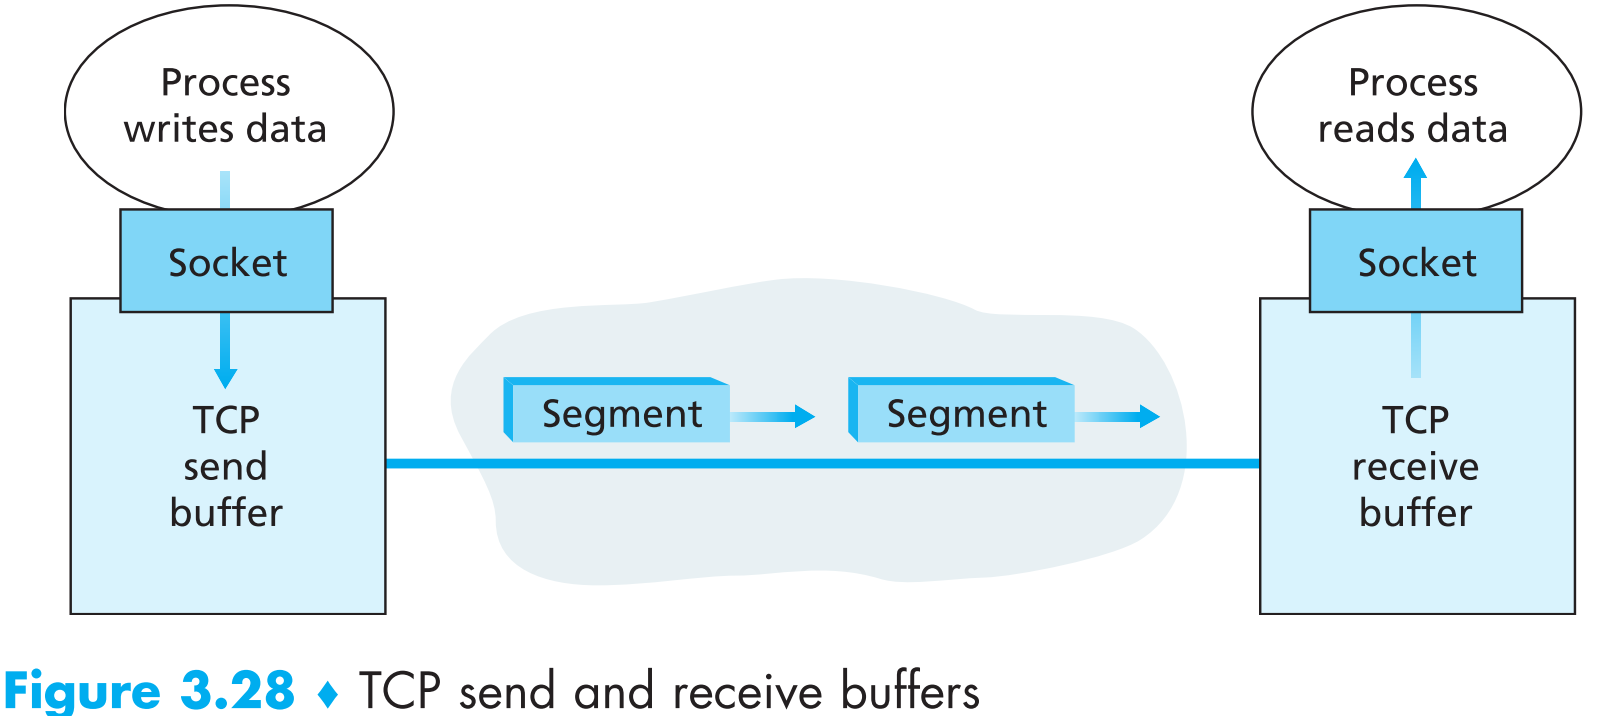 Process
writes data
Socket
TCP
send
buffer
Segment
Segment
Process
reads data
Socket
TCP
receive
buffer
Figure 3.28 ♦ TCP send and receive buffers